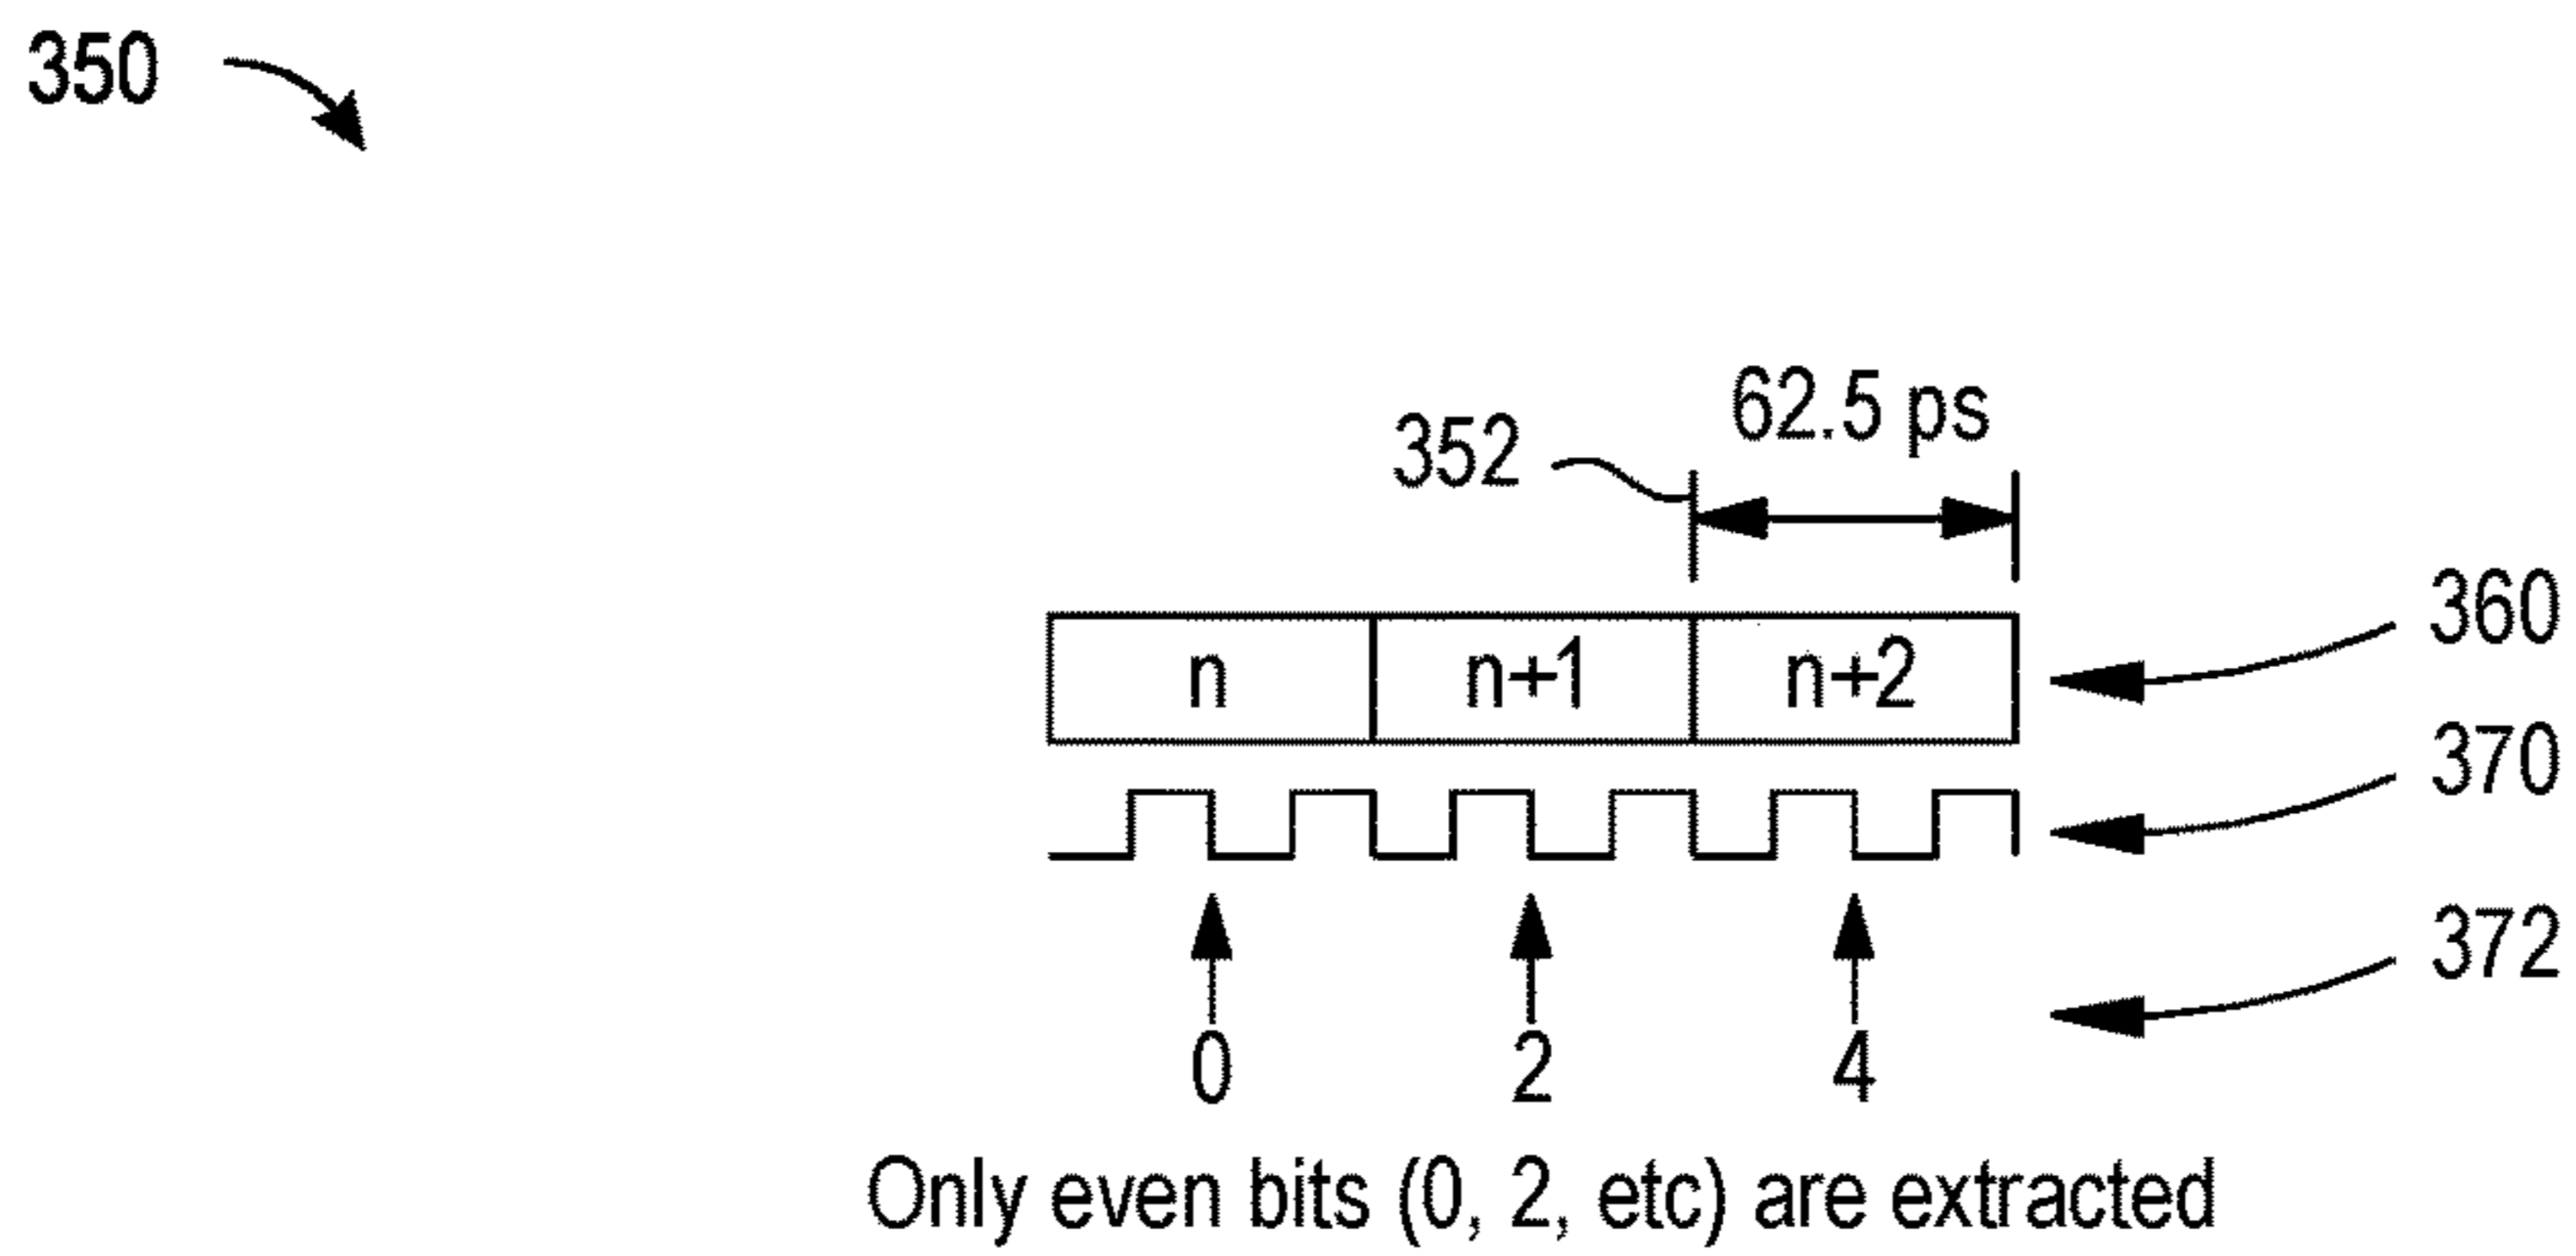 350
62.5 ps
352
n n+1 n+2
360
370
372
0 2 4
Only even bits (0, 2, etc) are extracted